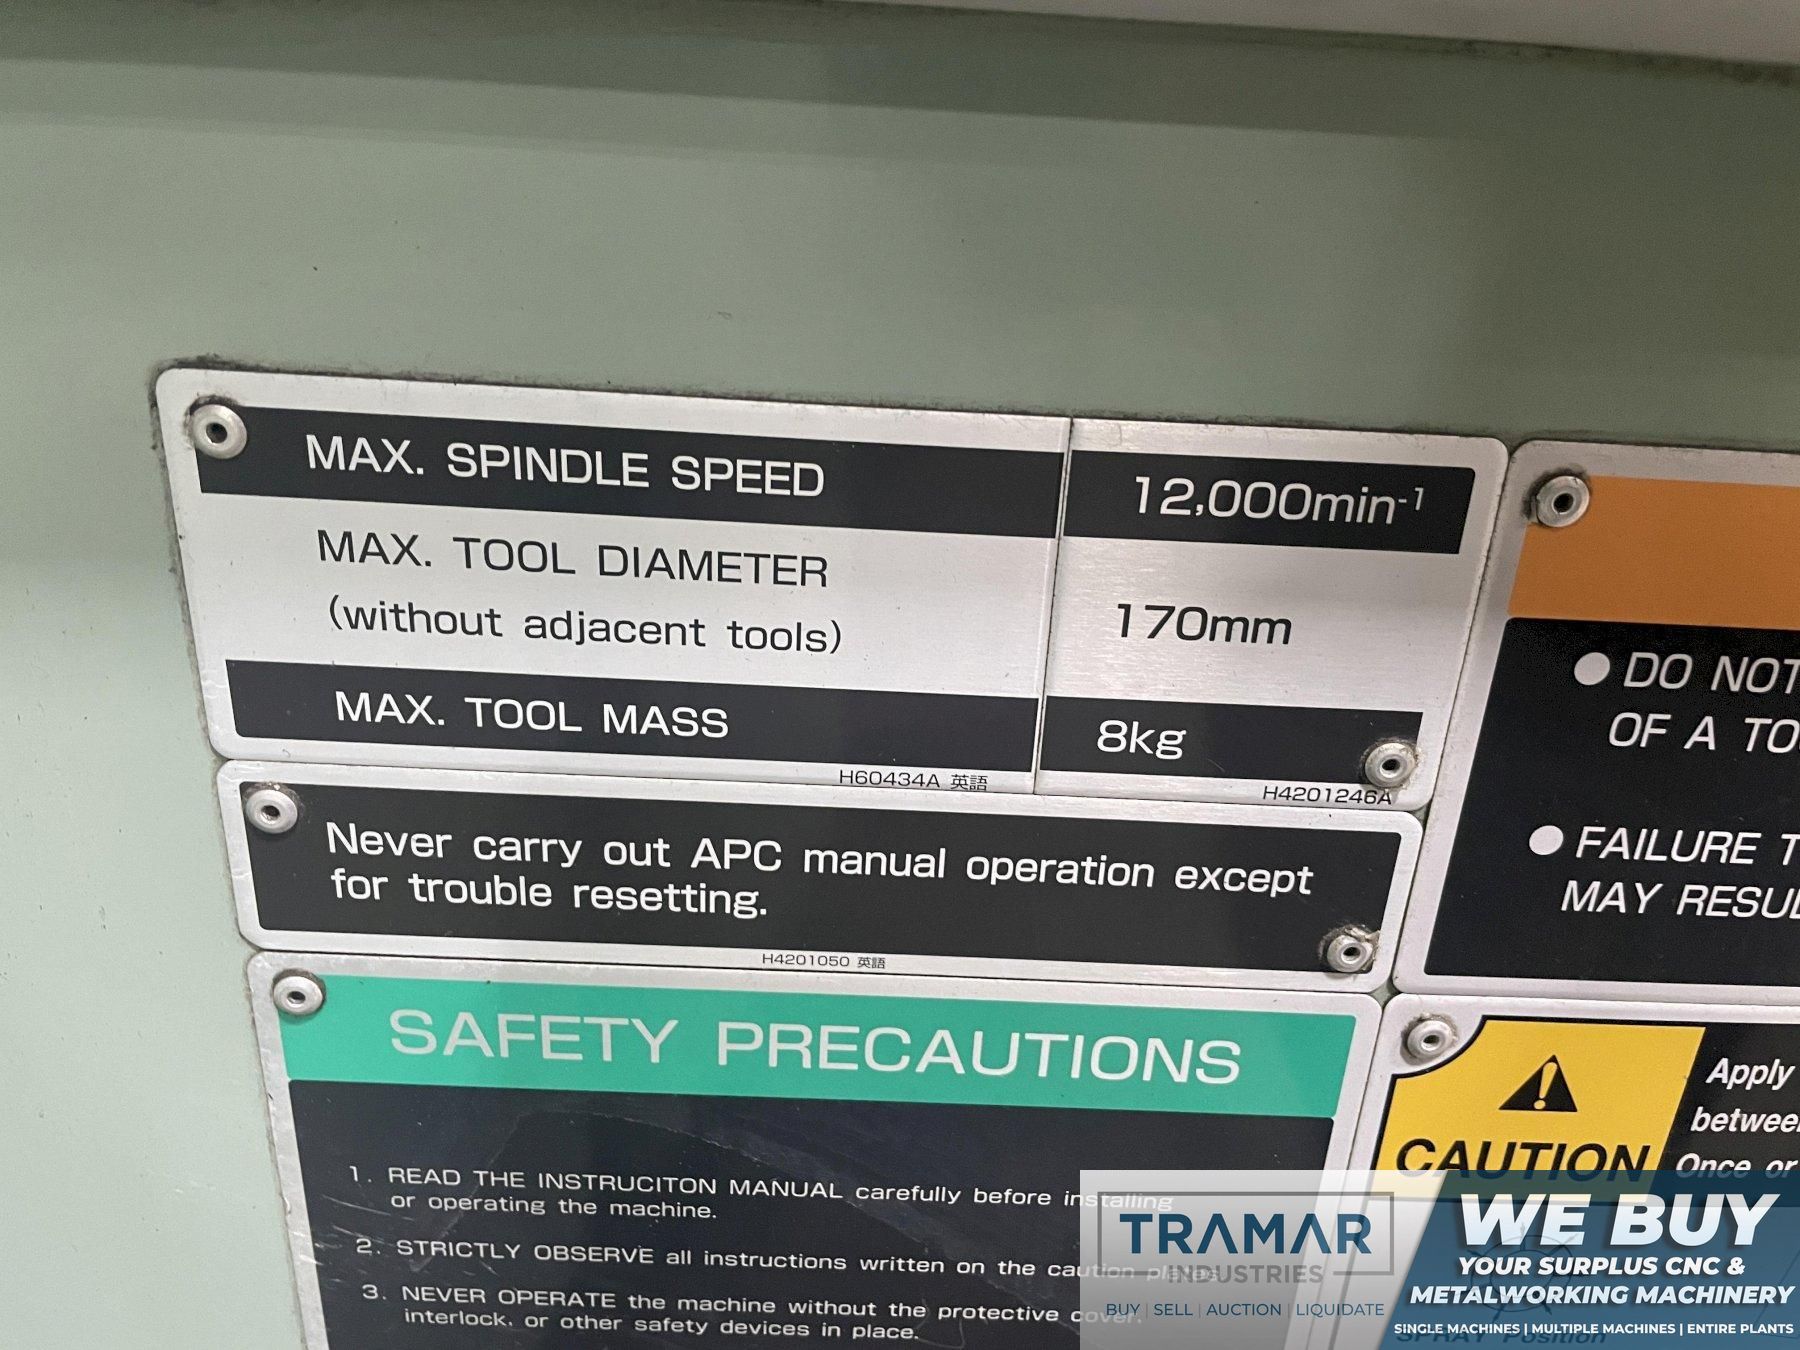 MAX. SPINDLE SPEED 12,000min-1
MAX. TOOL DIAMETER
(without adjacent tools) 170mm
MAX. TOOL MASS 8kg
H60434A 英語 H4201246A
Never carry out APC manual operation except
for trouble resetting.
H4201050 英語
SAFETY PRECAUTIONS
1. READ THE INSTRUCITON MANUAL carefully before installing
or operating the machine.
2. STRICTLY OBSERVE all instructions written on the caution plates
3. NEVER OPERATE the machine without the protective cover,
interlock, or other safety devices in place.
DO NOT
OF A TO
FAILURE T
MAY RESUL
CAUTION
Apply
between
Once or
SPRAY Position
TRAMAR
INDUSTRIES
BUY | SELL | AUCTION | LIQUIDATE
WE BUY
YOUR SURPLUS CNC &
METALWORKING MACHINERY
SINGLE MACHINES | MULTIPLE MACHINES | ENTIRE PLANTS